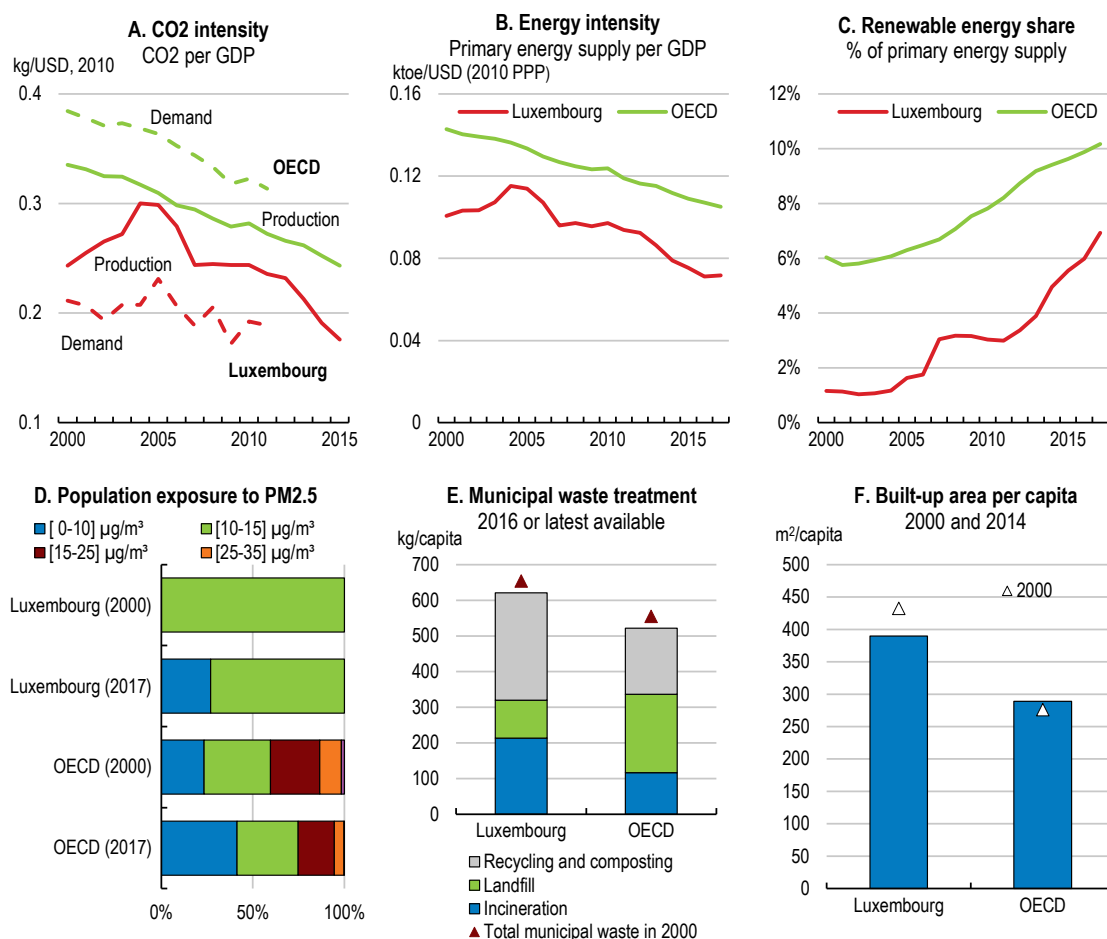 A. CO2 intensity
CO2 per GDP
kg/USD, 2010
0.4
0.3
0.2
0.1
2000 2005 2010 2015
Demand
OECD
Production
Production
Demand
Luxembourg
B. Energy intensity
Primary energy supply per GDP
ktoe/USD (2010 PPP)
0.16
0.12
0.08
0.04
0
2000 2005 2010 2015
Luxembourg OECD
C. Renewable energy share
% of primary energy supply
12%
10%
8%
6%
4%
2%
0%
2000 2005 2010 2015
Luxembourg OECD
D. Population exposure to PM2.5
[ 0-10] µg/m³ [10-15] µg/m³
[15-25] µg/m³ [25-35] µg/m³
Luxembourg (2000)
Luxembourg (2017)
OECD (2000)
OECD (2017)
0% 50% 100%
E. Municipal waste treatment
2016 or latest available
kg/capita
700
600
500
400
300
200
100
0
Luxembourg OECD
Recycling and composting
Landfill
Incineration
Total municipal waste in 2000
F. Built-up area per capita
2000 and 2014
m²/capita
500
450
400
350
300
250
200
150
100
50
0
2000
Luxembourg OECD